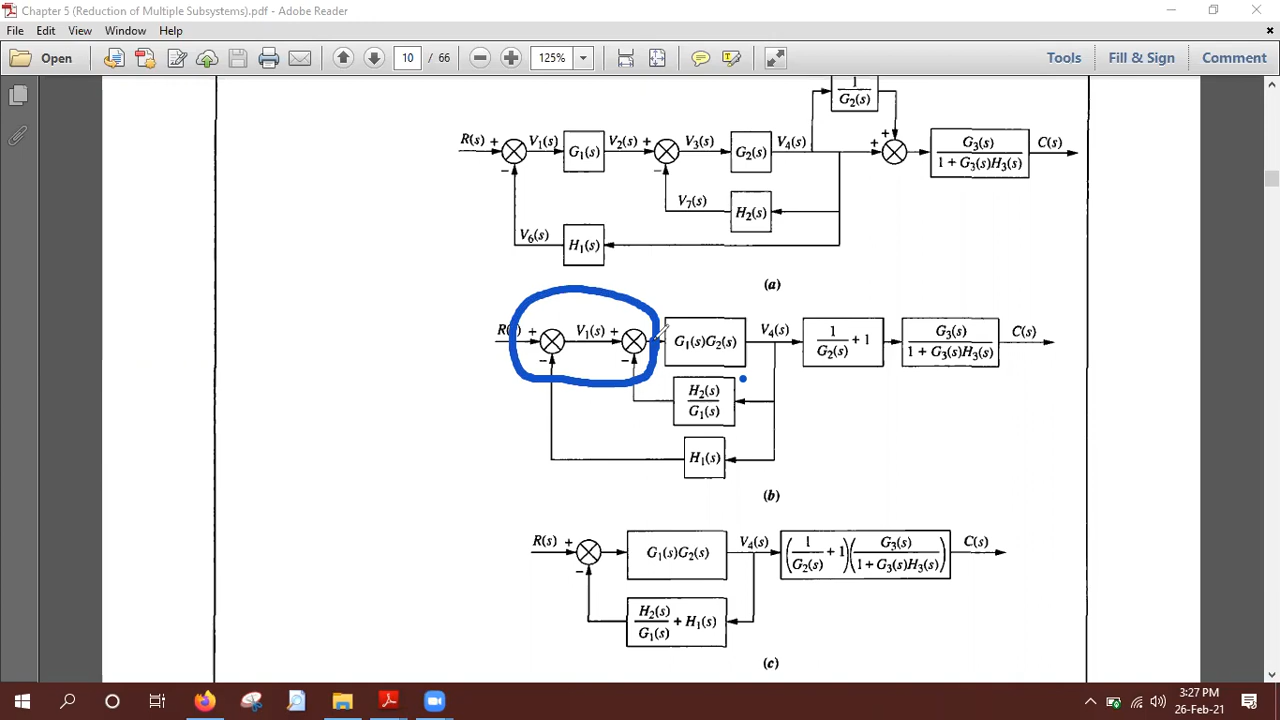 Chapter 5 (Reduction of Multiple Subsystems).pdf - Adobe Reader
File Edit View Window Help
Open 10 / 66 125% Tools Fill & Sign Comment
1
G₂(s)
R(s) + V₁(s) G₁(s) V₂(s) + V₃(s) G₂(s) V₄(s) + + G₃(s) C(s)
1 + G₃(s)H₃(s)
− −
V₇(s) H₂(s)
V₆(s) H₁(s)
(a)
R(s) + V₁(s) + G₁(s)G₂(s) V₄(s) 1 + 1 G₃(s) C(s)
G₂(s) 1 + G₃(s)H₃(s)
− −
H₂(s)
G₁(s)
H₁(s)
(b)
R(s) + G₁(s)G₂(s) V₄(s) (1 + 1)(G₃(s)) C(s)
G₂(s) 1 + G₃(s)H₃(s)
−
H₂(s) + H₁(s)
G₁(s)
(c)
3:27 PM
26-Feb-21